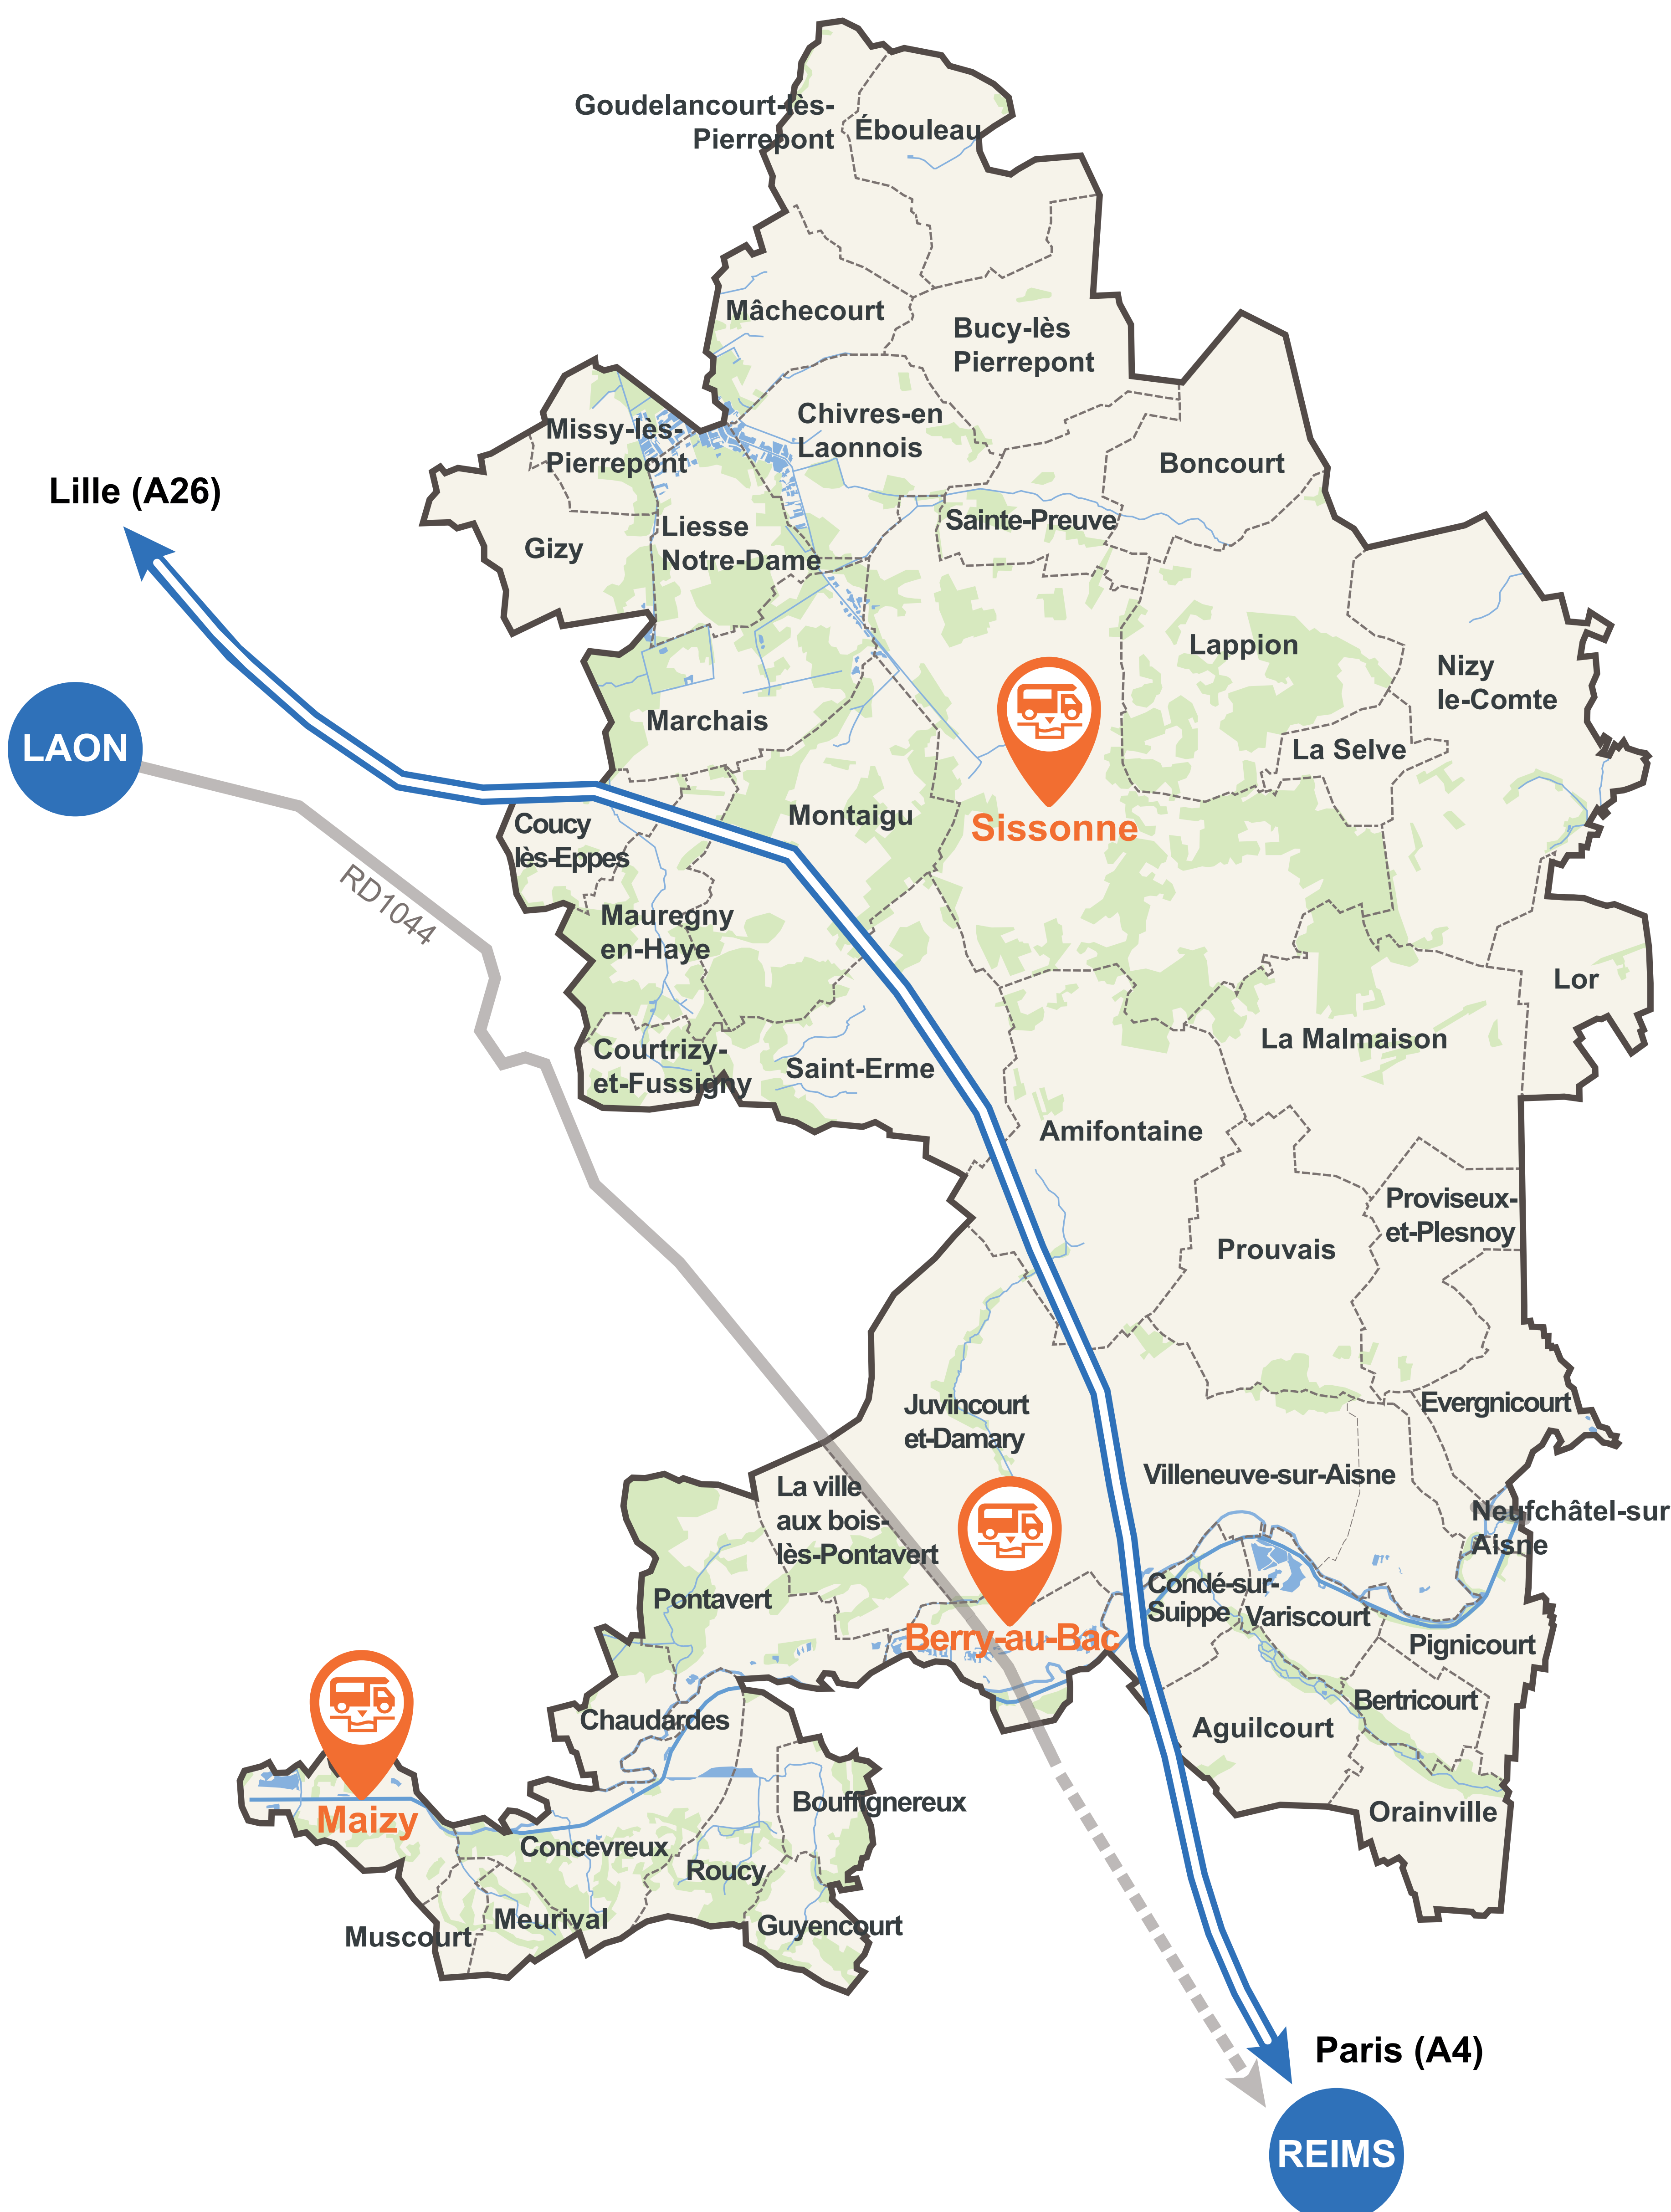 Goudelancourt-lès-
Pierrepont
Ébouleau
Mâchecourt
Bucy-lès
Pierrepont
Chivres-en
Laonnois
Missy-lès-
Pierrepont
Boncourt
Lille (A26)
Sainte-Preuve
Liesse
Notre-Dame
Gizy
Lappion
Nizy
le-Comte
Marchais
LAON
La Selve
Montaigu
Sissonne
Coucy
lès-Eppes
RD1044
Mauregny
en-Haye
Lor
La Malmaison
Courtrizy-
et-Fussigny
Saint-Erme
Amifontaine
Proviseux-
et-Plesnoy
Prouvais
Juvincourt
et-Damary
Evergnicourt
Villeneuve-sur-Aisne
La ville
aux bois-
lès-Pontavert
Neufchâtel-sur
Aisne
Pontavert
Condé-sur-
Suippe
Variscourt
Berry-au-Bac
Pignicourt
Bertricourt
Chaudardes
Aguilcourt
Bouffignereux
Orainville
Maizy
Concevreux
Roucy
Meurival
Guyencourt
Muscourt
Paris (A4)
REIMS